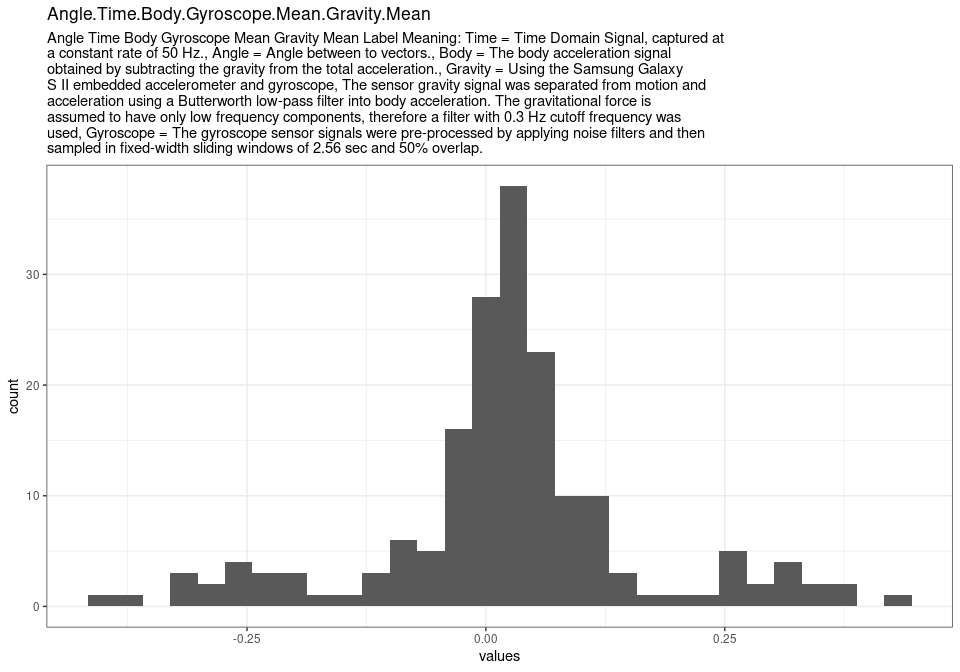 Angle.Time.Body.Gyroscope.Mean.Gravity.Mean
Angle Time Body Gyroscope Mean Gravity Mean Label Meaning: Time = Time Domain Signal, captured at
a constant rate of 50 Hz., Angle = Angle between to vectors., Body = The body acceleration signal
obtained by subtracting the gravity from the total acceleration., Gravity = Using the Samsung Galaxy
S II embedded accelerometer and gyroscope, The sensor gravity signal was separated from motion and
acceleration using a Butterworth low-pass filter into body acceleration. The gravitational force is
assumed to have only low frequency components, therefore a filter with 0.3 Hz cutoff frequency was
used, Gyroscope = The gyroscope sensor signals were pre-processed by applying noise filters and then
sampled in fixed-width sliding windows of 2.56 sec and 50% overlap.
30
20
10
0
count
-0.25
0.00
0.25
values